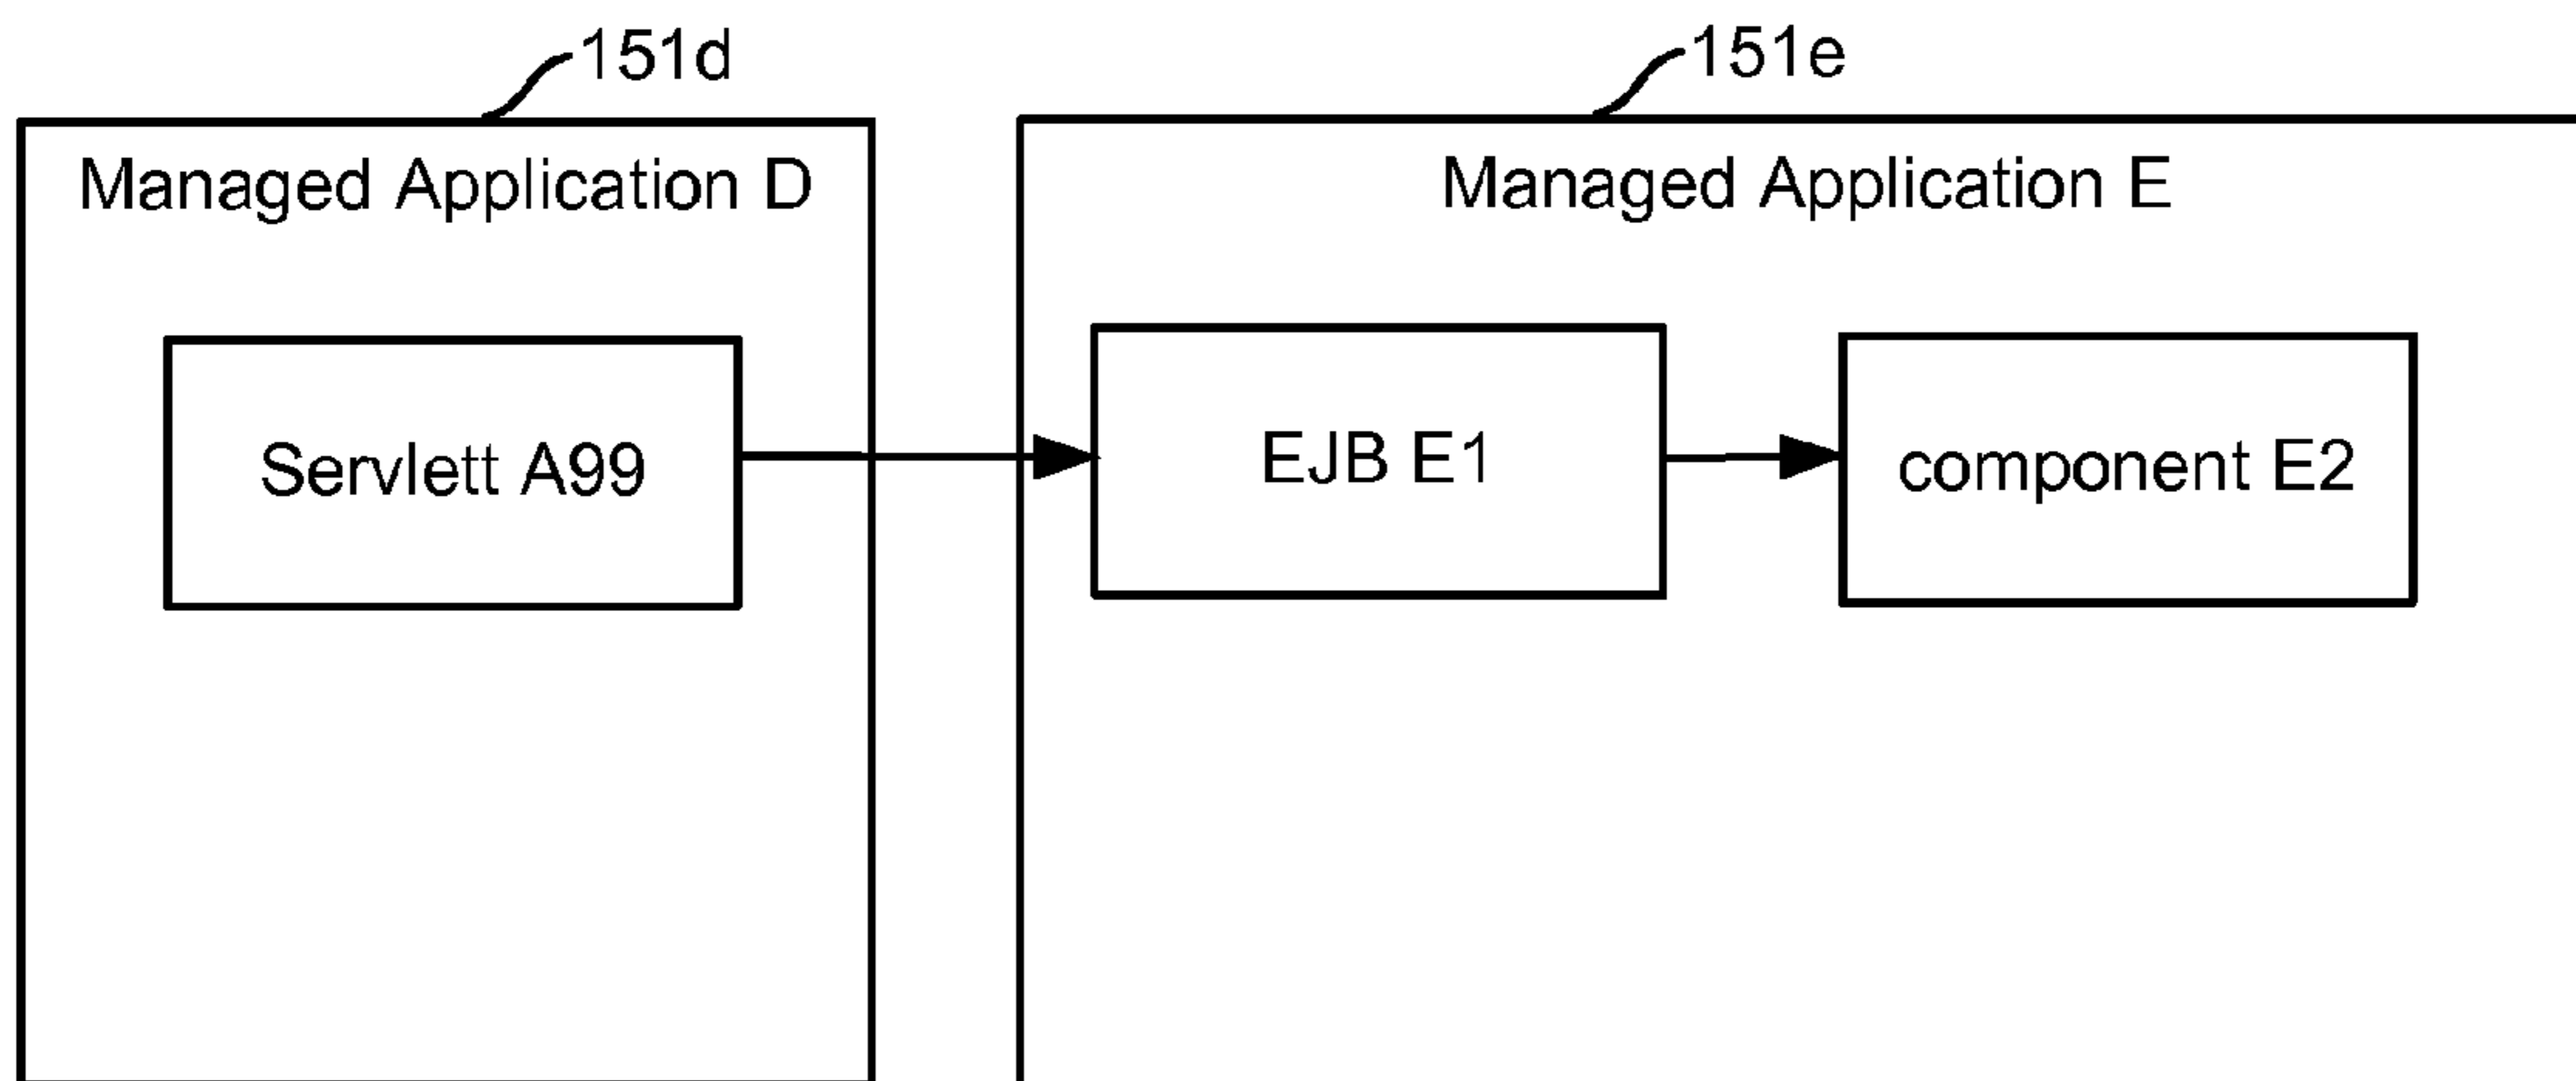 151d
151e
Managed Application D
Managed Application E
Servlett A99
EJB E1
component E2